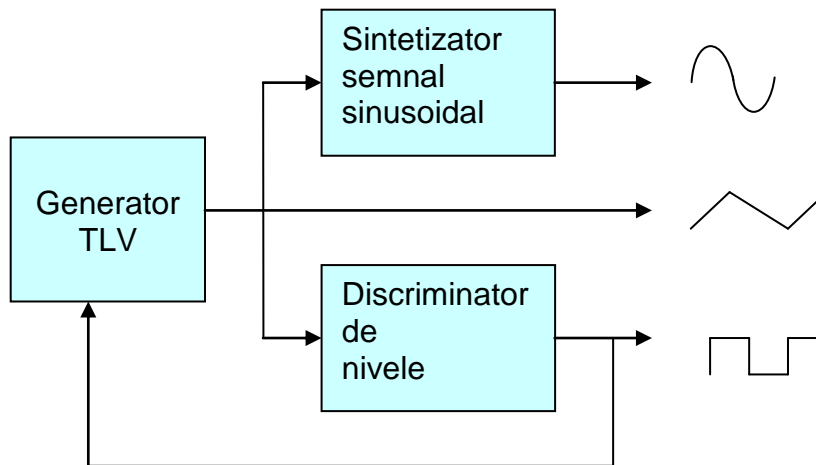 Sintetizator
semnal
sinusoidal
Generator
TLV
Discriminator
de
nivele